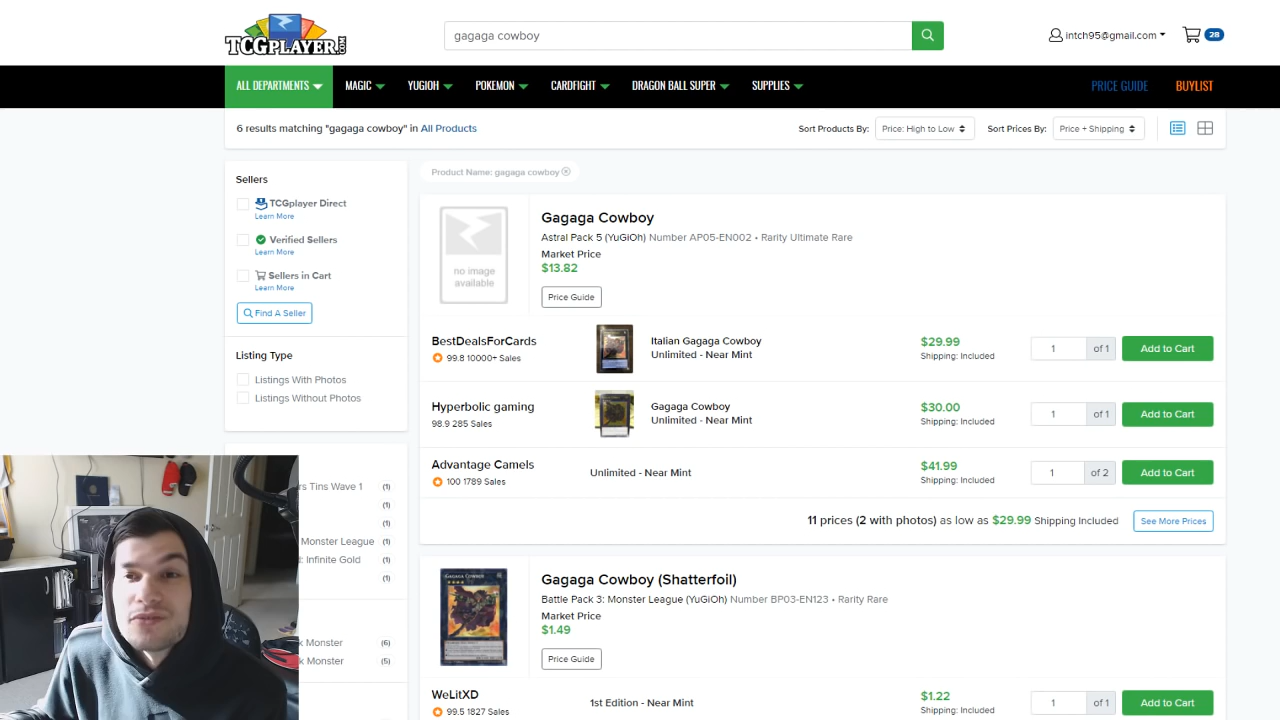 TCGPLAYER.COM
gagaga cowboy
intch95@gmail.com
28
ALL DEPARTMENTS
MAGIC
YUGIOH
POKEMON
CARDFIGHT
DRAGON BALL SUPER
SUPPLIES
PRICE GUIDE
BUYLIST
6 results matching "gagaga cowboy" in All Products
Sort Products By: Price: High to Low
Sort Prices By: Price + Shipping
Sellers
TCGplayer Direct
Learn More
Verified Sellers
Learn More
Sellers in Cart
Learn More
Find A Seller
Listing Type
Listings With Photos
Listings Without Photos
rs Tins Wave 1 (1)
(1)
(1)
Monster League (1)
d: Infinite Gold (1)
(1)
k Monster (6)
k Monster (5)
Product Name: gagaga cowboy
no image
available
Gagaga Cowboy
Astral Pack 5 (YuGiOh) Number AP05-EN002 • Rarity Ultimate Rare
Market Price
$13.82
Price Guide
BestDealsForCards
99.8 10000+ Sales
Italian Gagaga Cowboy
Unlimited - Near Mint
$29.99
Shipping: Included
1 of 1
Add to Cart
Hyperbolic gaming
98.9 285 Sales
Gagaga Cowboy
Unlimited - Near Mint
$30.00
Shipping: Included
1 of 1
Add to Cart
Advantage Camels
100 1789 Sales
Unlimited - Near Mint
$41.99
Shipping: Included
1 of 2
Add to Cart
11 prices (2 with photos) as low as $29.99 Shipping Included
See More Prices
GAGAGA COWBOY
Gagaga Cowboy (Shatterfoil)
Battle Pack 3: Monster League (YuGiOh) Number BP03-EN123 • Rarity Rare
Market Price
$1.49
Price Guide
WeLitXD
99.5 1827 Sales
1st Edition - Near Mint
$1.22
Shipping: Included
1 of 1
Add to Cart